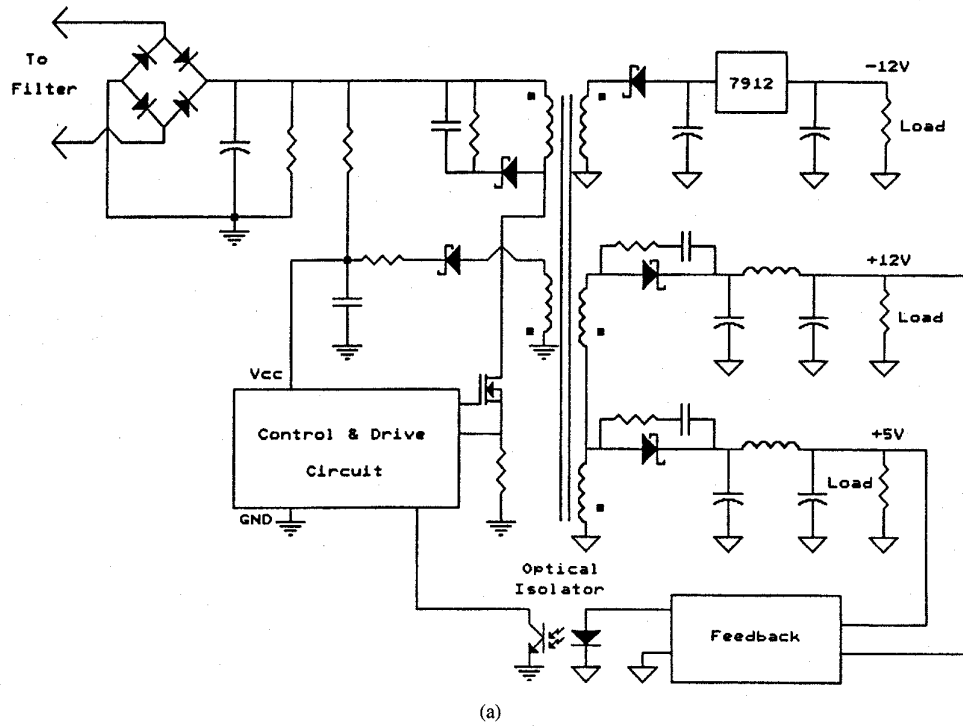 To
Filter
7912
-12V
Load
+12V
Load
Vcc
Control & Drive
Circuit
GND
+5V
Load
Optical
Isolator
Feedback
(a)